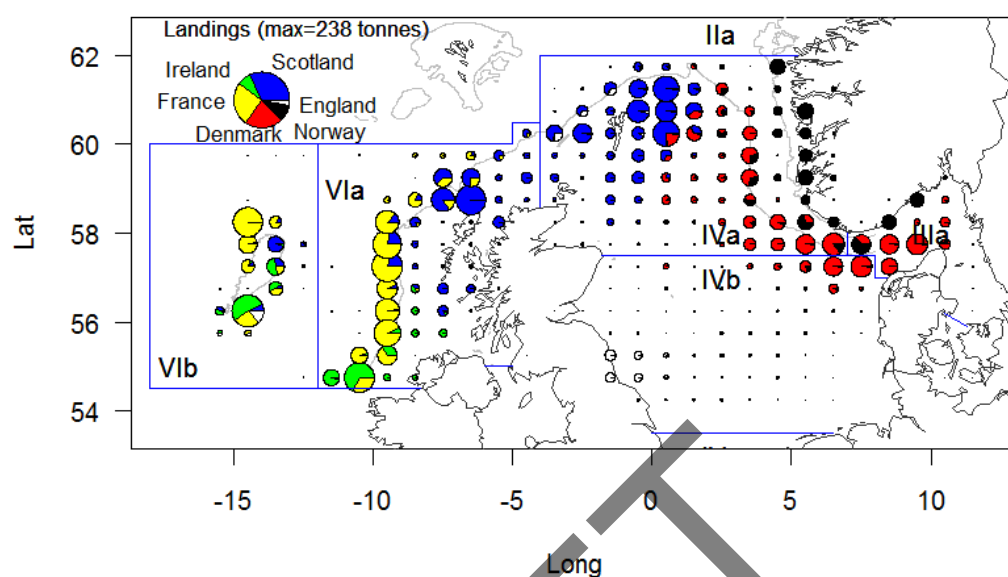 Landings (max=238 tonnes)
Scotland
Ireland
France
England
Denmark
Norway
IIa
VIa
IVa
IIIa
IVb
VIb
62
60
58
56
54
Lat
-15
-10
-5
0
5
10
Long